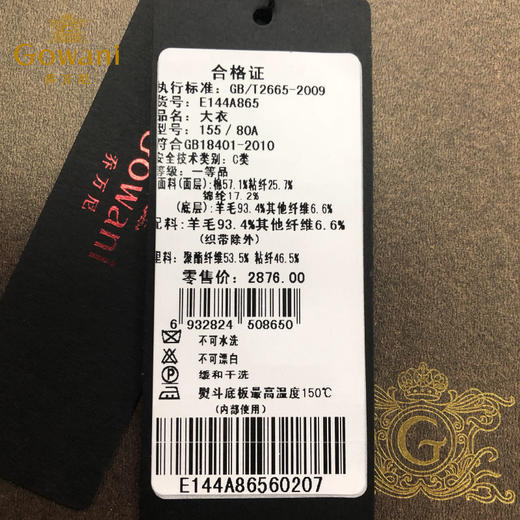 Gowani
乔万尼
Gowani
乔万尼
合格证
执行标准: GB/T2665-2009
货号: E144A865
品名: 大衣
型号: 155/80A
符合GB18401-2010
安全技术类别: C类
等级: 一等品
面料(面层): 棉57.1%粘纤25.7%
锦纶17.2%
(底层): 羊毛93.4%其他纤维6.6%
配料: 羊毛93.4%其他纤维6.6%
(织带除外)
里料: 聚酯纤维53.5% 粘纤46.5%
零售价: 2876.00
6 932824 508650
不可水洗
不可漂白
缓和干洗
熨斗底板最高温度150℃
(内部使用)
E144A86560207
G